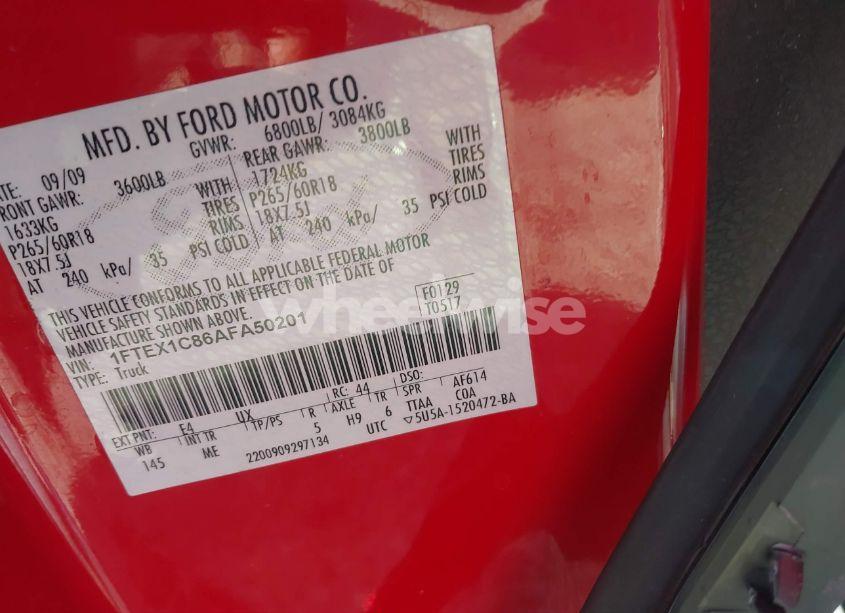 MFD. BY FORD MOTOR CO.
ATE: 09/09 GVWR: 6800LB/ 3084KG
RONT GAWR: 3600LB REAR GAWR: 3800LB
1633KG WITH 1724KG WITH
P265/60R18 TIRES P265/60R18 TIRES
18X7.5J RIMS 18X7.5J RIMS
AT 240 kPa/ 35 PSI COLD AT 240 kPa/ 35 PSI COLD
THIS VEHICLE CONFORMS TO ALL APPLICABLE FEDERAL MOTOR
VEHICLE SAFETY STANDARDS IN EFFECT ON THE DATE OF
MANUFACTURE SHOWN ABOVE.
F0129
T0517
VIN: 1FTEX1C86AFA50201
TYPE: Truck
EXT PNT: E4 UX RC: 44 DSO:
WB INT TR TP/PS R AXLE TR SPR AF614
145 ME 5 H9 6 TTAA COA
2200909297134 UTC ▽5U5A-1520472-BA
Ford
wheelwise